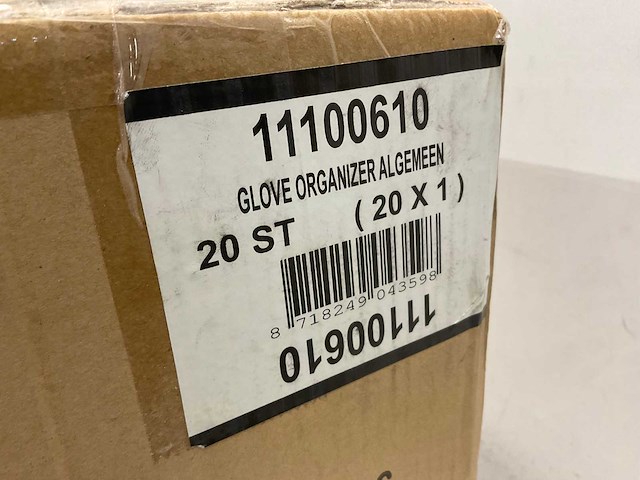 11100610
GLOVE ORGANIZER ALGEMEEN
20 ST ( 20 X 1 )
8 718249 043598
11100610